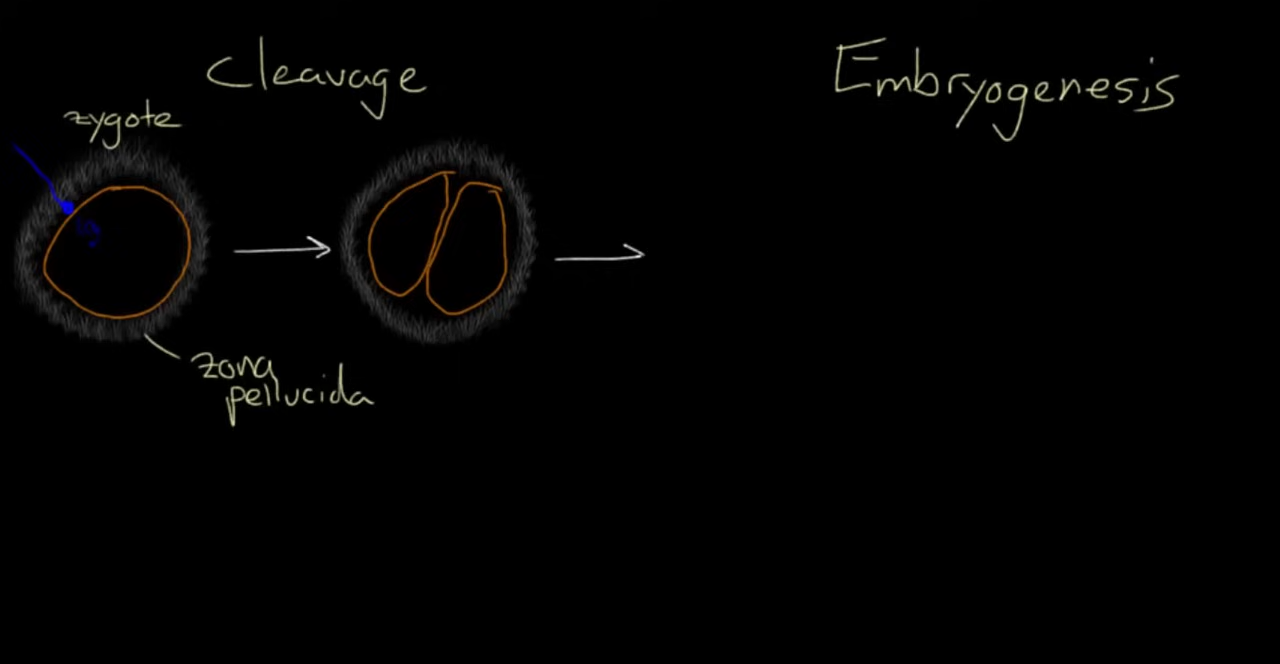 Cleavage
Embryogenesis
zygote
zona
pellucida